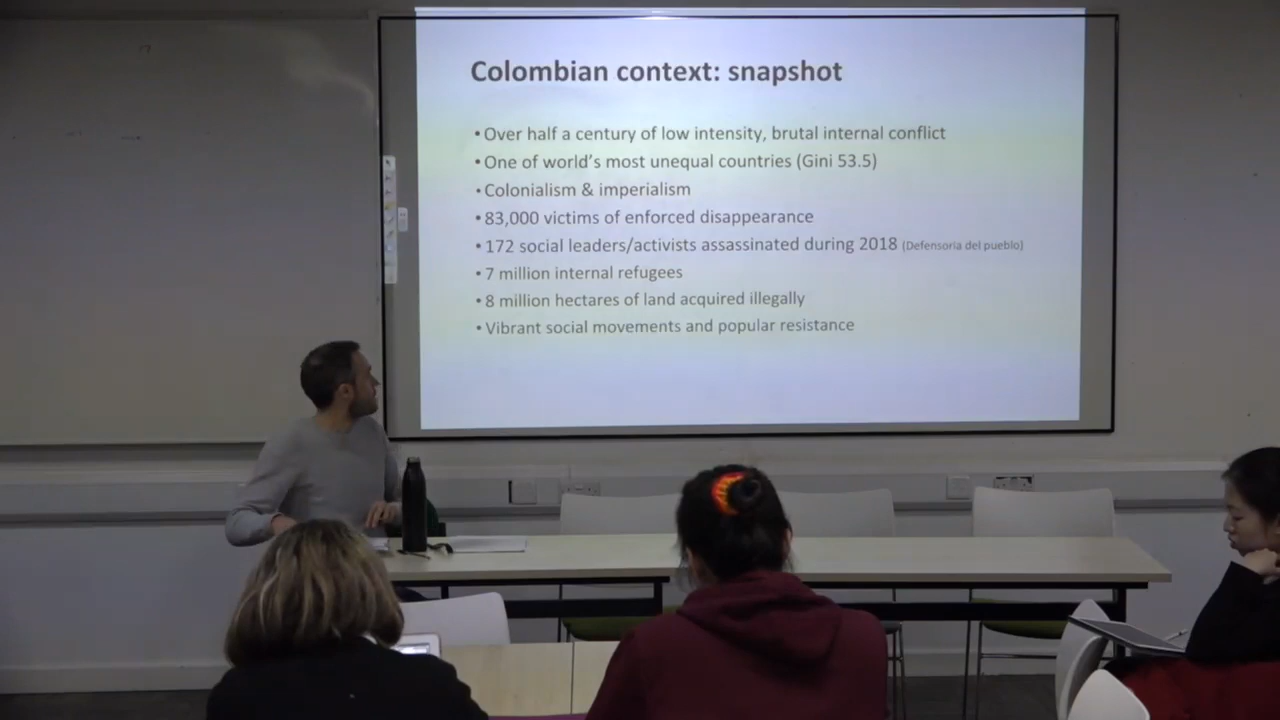 Colombian context: snapshot
• Over half a century of low intensity, brutal internal conflict
• One of world's most unequal countries (Gini 53.5)
• Colonialism & imperialism
• 83,000 victims of enforced disappearance
• 172 social leaders/activists assassinated during 2018 (Defensoria del pueblo)
• 7 million internal refugees
• 8 million hectares of land acquired illegally
• Vibrant social movements and popular resistance